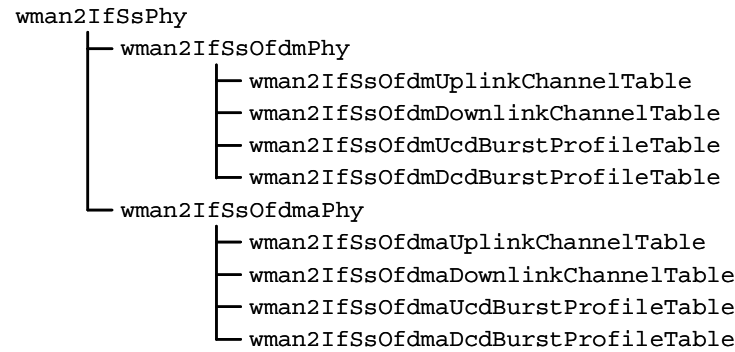 wman2IfSsPhy
wman2IfSsOfdmPhy
wman2IfSsOfdmUplinkChannelTable
wman2IfSsOfdmDownlinkChannelTable
wman2IfSsOfdmUcdBurstProfileTable
wman2IfSsOfdmDcdBurstProfileTable
wman2IfSsOfdmaPhy
wman2IfSsOfdmaUplinkChannelTable
wman2IfSsOfdmaDownlinkChannelTable
wman2IfSsOfdmaUcdBurstProfileTable
wman2IfSsOfdmaDcdBurstProfileTable